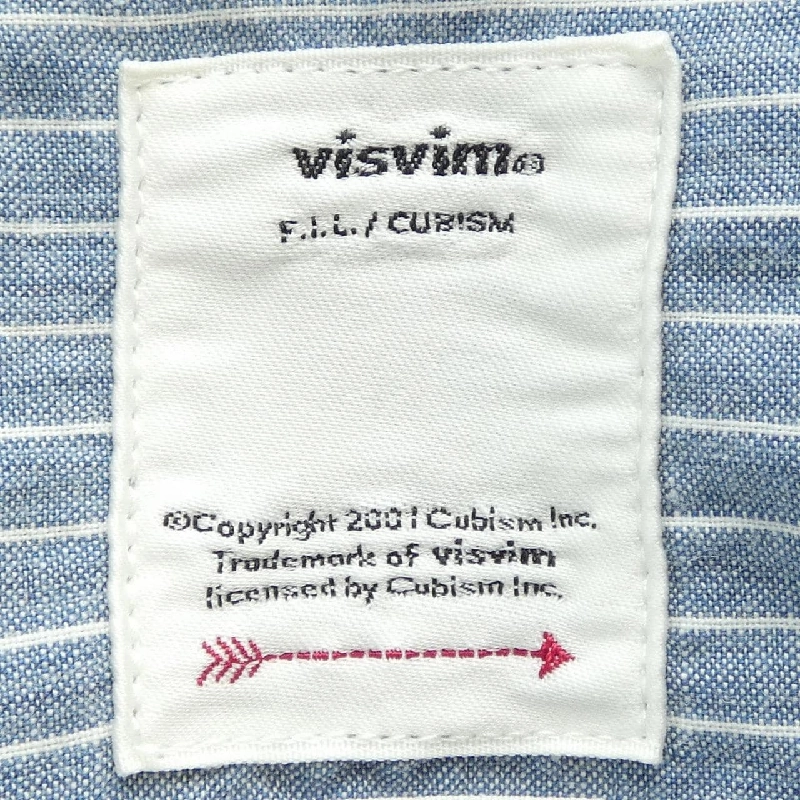 visvim®
F.I.L. / CUBISM
©Copyright 2001 Cubism Inc.
Trademark of visvim
licensed by Cubism Inc.